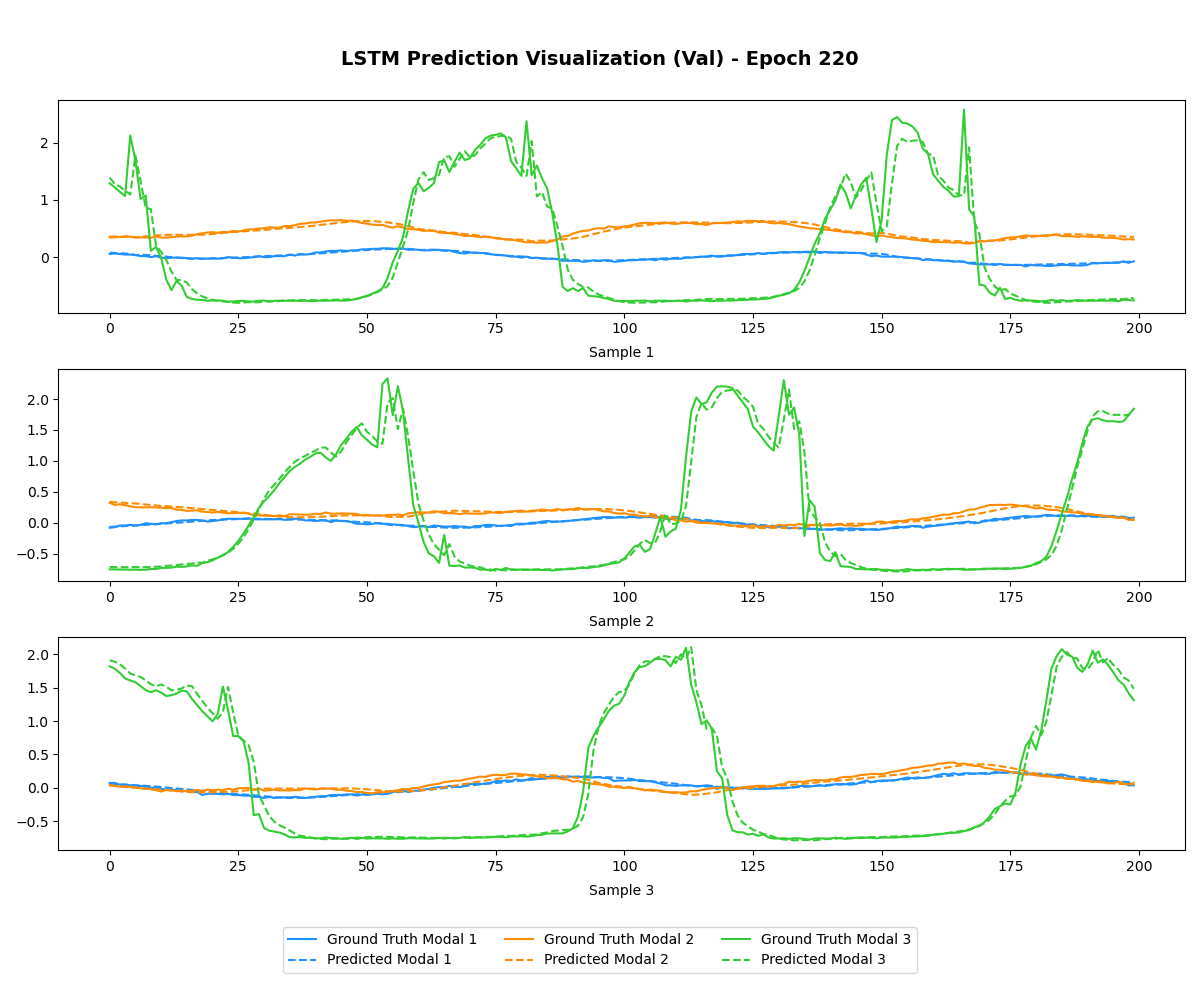 LSTM Prediction Visualization (Val) - Epoch 220
2
1
0
0 25 50 75 100 125 150 175 200
Sample 1
2.0
1.5
1.0
0.5
0.0
−0.5
0 25 50 75 100 125 150 175 200
Sample 2
2.0
1.5
1.0
0.5
0.0
−0.5
0 25 50 75 100 125 150 175 200
Sample 3
Ground Truth Modal 1 Ground Truth Modal 2 Ground Truth Modal 3
Predicted Modal 1 Predicted Modal 2 Predicted Modal 3